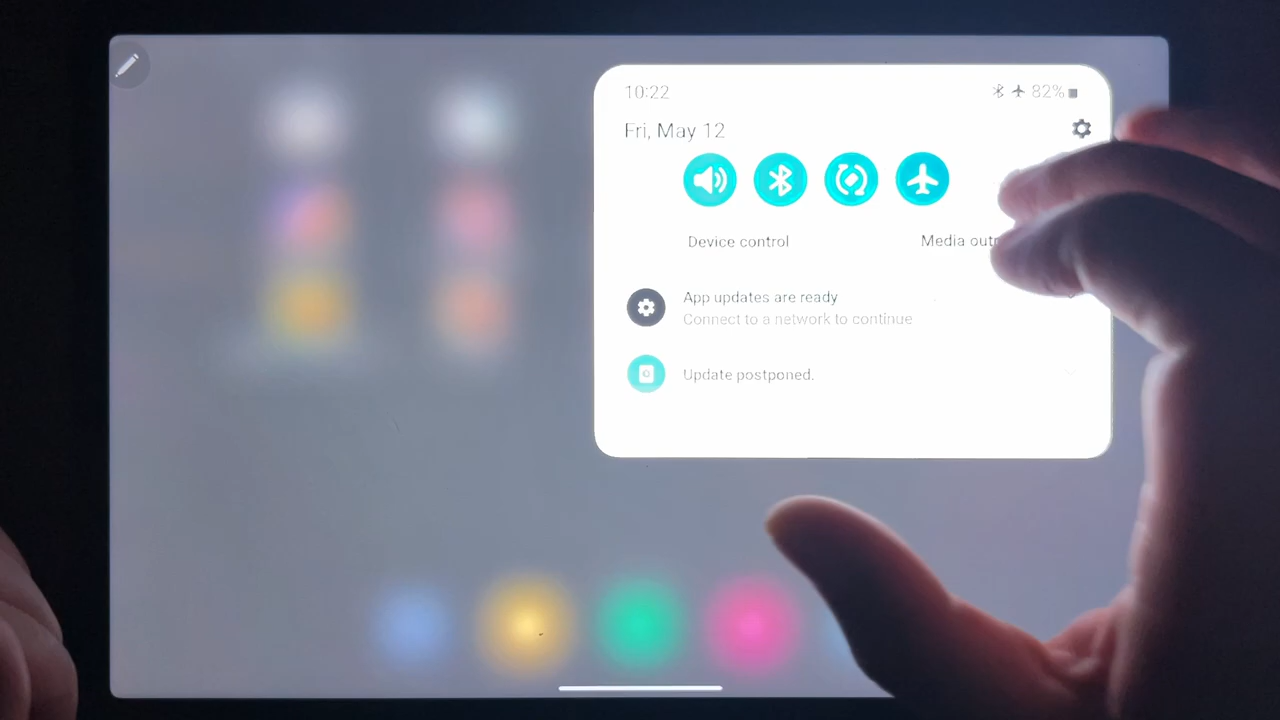 10:22
82%
Fri, May 12
Device control
Media
App updates are ready
Connect to a network to continue
Update postponed.